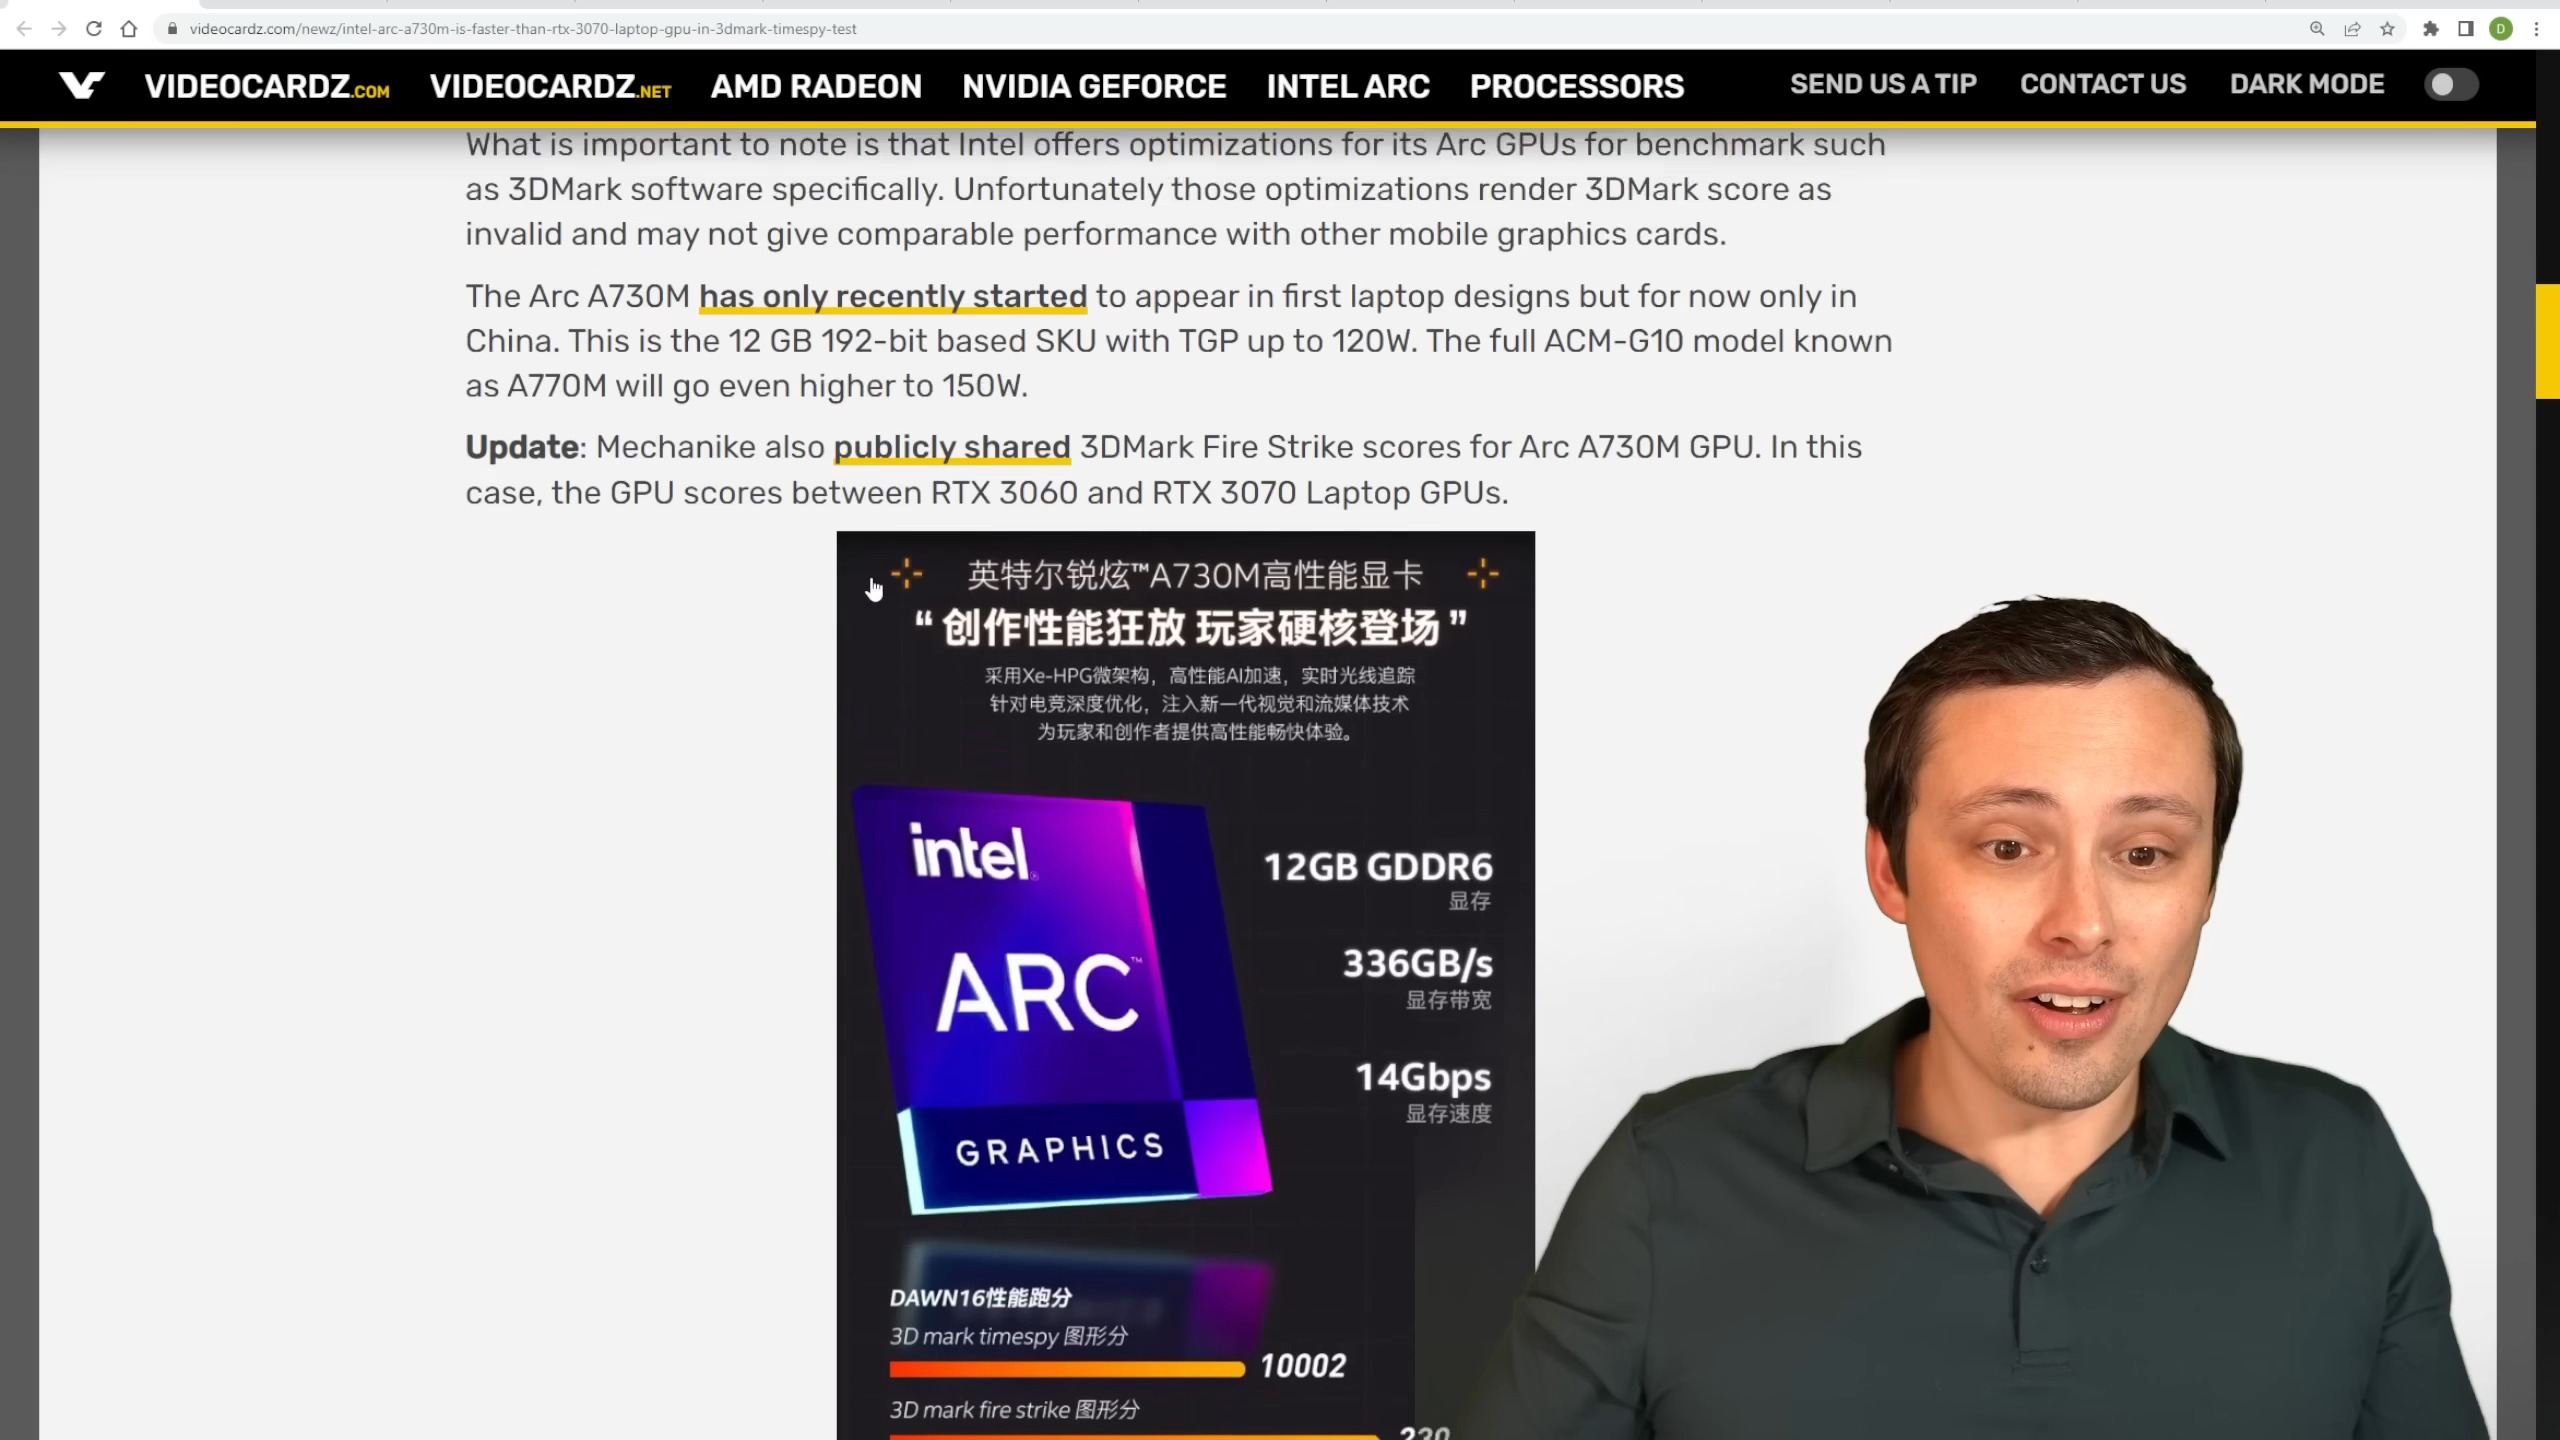 videocardz.com/newz/intel-arc-a730m-is-faster-than-rtx-3070-laptop-gpu-in-3dmark-timespy-test
D
VIDEOCARDZ.COM VIDEOCARDZ.NET AMD RADEON NVIDIA GEFORCE INTEL ARC PROCESSORS SEND US A TIP CONTACT US DARK MODE
What is important to note is that Intel offers optimizations for its Arc GPUs for benchmark such
as 3DMark software specifically. Unfortunately those optimizations render 3DMark score as
invalid and may not give comparable performance with other mobile graphics cards.
The Arc A730M has only recently started to appear in first laptop designs but for now only in
China. This is the 12 GB 192-bit based SKU with TGP up to 120W. The full ACM-G10 model known
as A770M will go even higher to 150W.
Update: Mechanike also publicly shared 3DMark Fire Strike scores for Arc A730M GPU. In this
case, the GPU scores between RTX 3060 and RTX 3070 Laptop GPUs.
英特尔锐炫™A730M高性能显卡
“创作性能狂放 玩家硬核登场”
采用Xe-HPG微架构，高性能AI加速，实时光线追踪
针对电竞深度优化，注入新一代视觉和流媒体技术
为玩家和创作者提供高性能畅快体验。
intel
ARC™
GRAPHICS
12GB GDDR6
显存
336GB/s
显存带宽
14Gbps
显存速度
DAWN16性能跑分
3D mark timespy 图形分
10002
3D mark fire strike 图形分